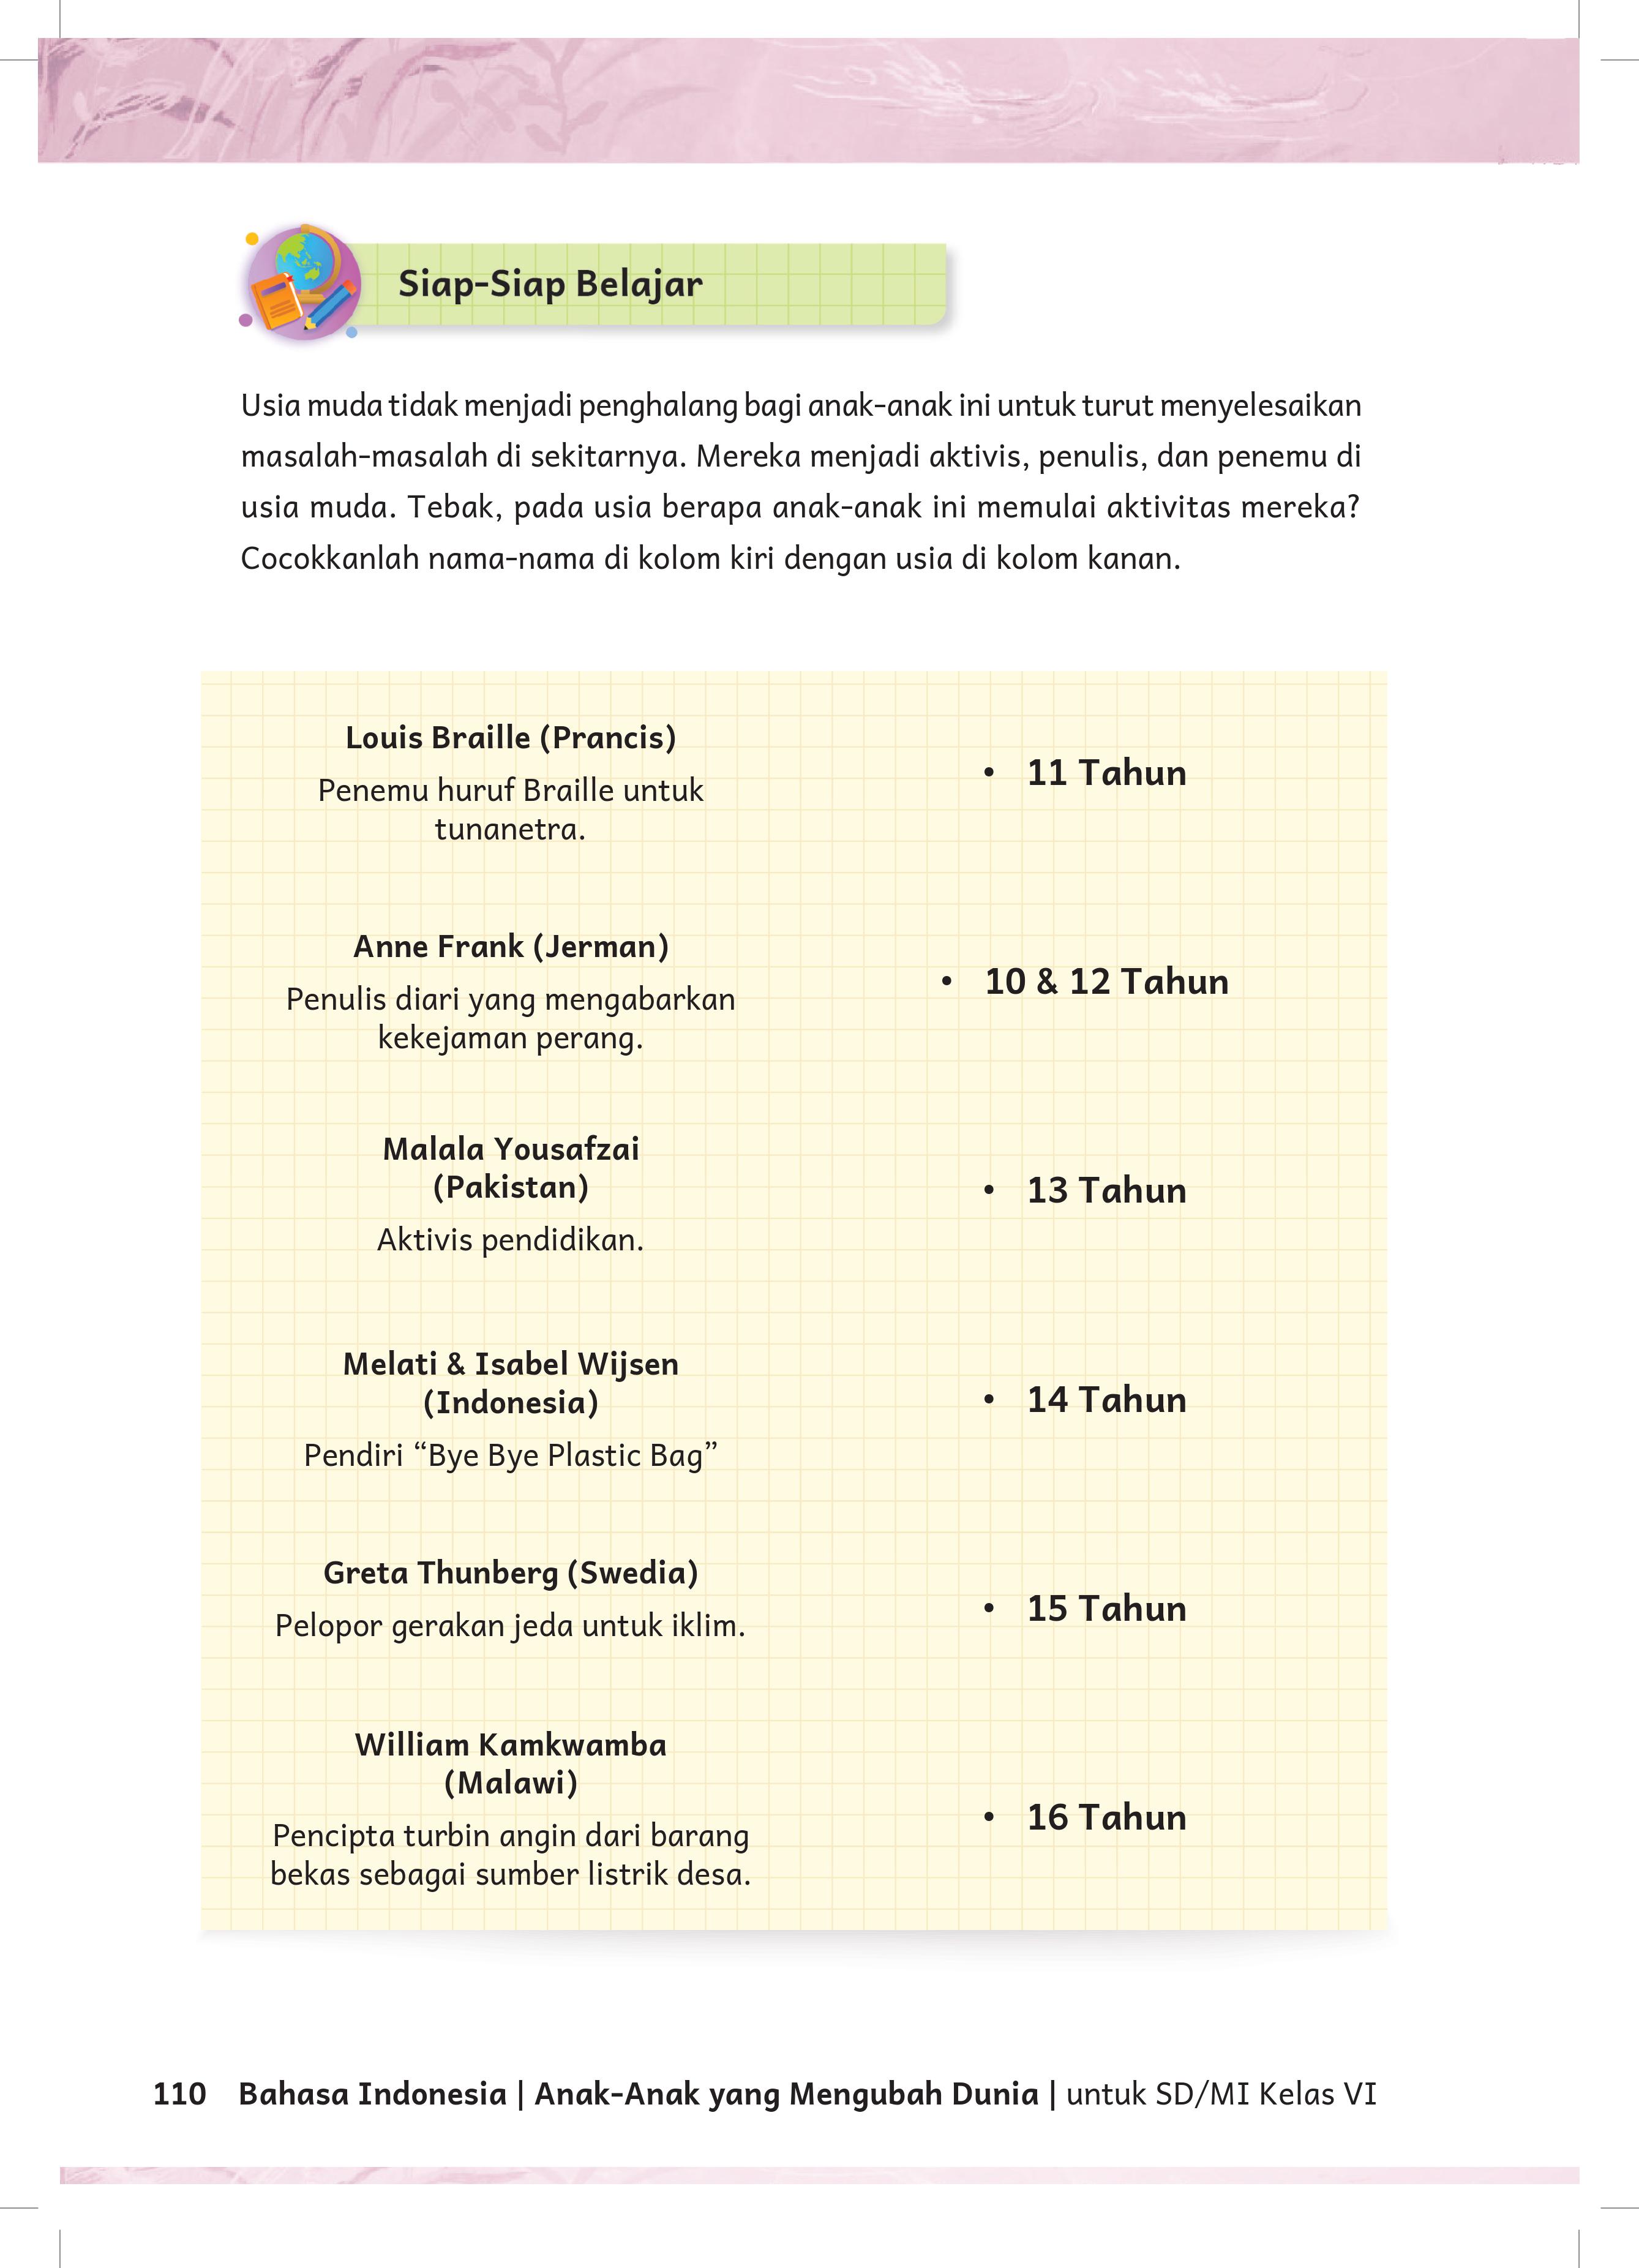 Siap-Siap Belajar
Usia muda tidak menjadi penghalang bagi anak-anak ini untuk turut menyelesaikan
masalah-masalah di sekitarnya. Mereka menjadi aktivis, penulis, dan penemu di
usia muda. Tebak, pada usia berapa anak-anak ini memulai aktivitas mereka?
Cocokkanlah nama-nama di kolom kiri dengan usia di kolom kanan.
Louis Braille (Prancis)
Penemu huruf Braille untuk
tunanetra.
• 11 Tahun
Anne Frank (Jerman)
Penulis diari yang mengabarkan
kekejaman perang.
• 10 & 12 Tahun
Malala Yousafzai
(Pakistan)
Aktivis pendidikan.
• 13 Tahun
Melati & Isabel Wijsen
(Indonesia)
Pendiri “Bye Bye Plastic Bag”
• 14 Tahun
Greta Thunberg (Swedia)
Pelopor gerakan jeda untuk iklim.
• 15 Tahun
William Kamkwamba
(Malawi)
Pencipta turbin angin dari barang
bekas sebagai sumber listrik desa.
• 16 Tahun
110 Bahasa Indonesia | Anak-Anak yang Mengubah Dunia | untuk SD/MI Kelas VI